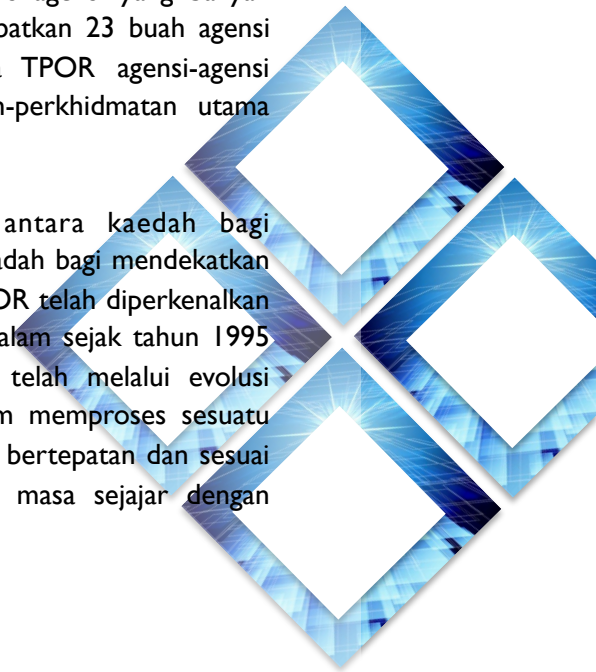 batkan 23 buah agensi
TPOR agensi-agensi
n-perkhidmatan utama
antara kaedah bagi
adah bagi mendekatkan
OR telah diperkenalkan
alam sejak tahun 1995
telah melalui evolusi
m memproses sesuatu
bertepatan dan sesuai
masa sejajar dengan